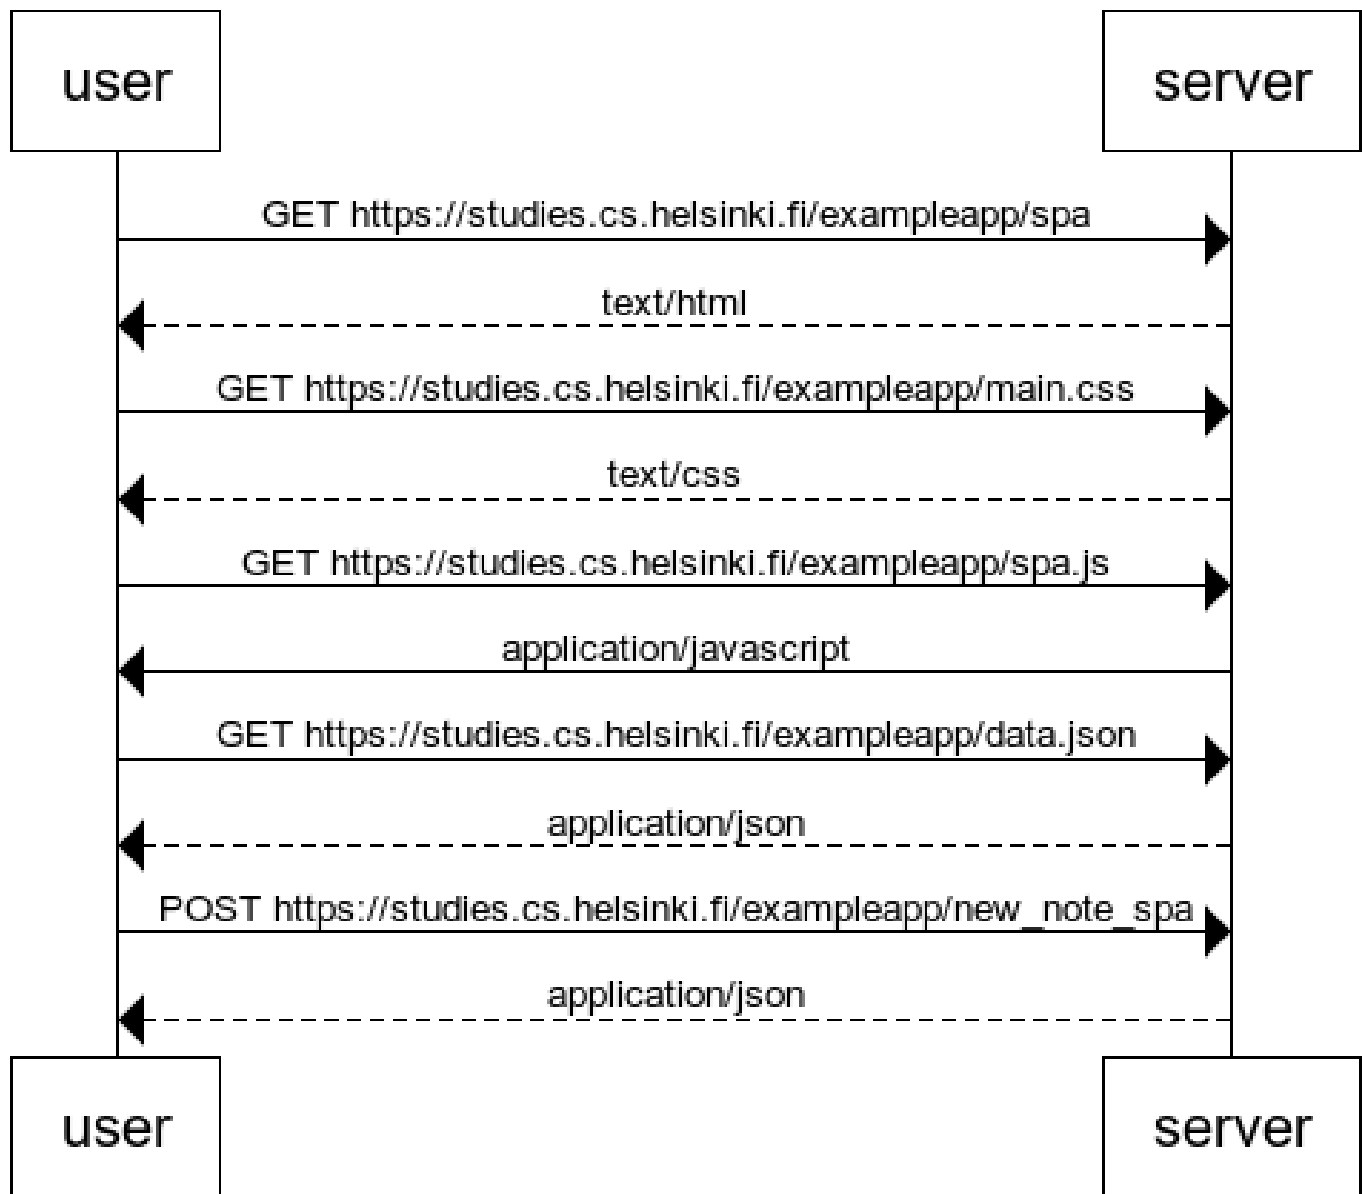 user server
GET https://studies.cs.helsinki.fi/exampleapp/spa
text/html
GET https://studies.cs.helsinki.fi/exampleapp/main.css
text/css
GET https://studies.cs.helsinki.fi/exampleapp/spa.js
application/javascript
GET https://studies.cs.helsinki.fi/exampleapp/data.json
application/json
POST https://studies.cs.helsinki.fi/exampleapp/new_note_spa
application/json
user server